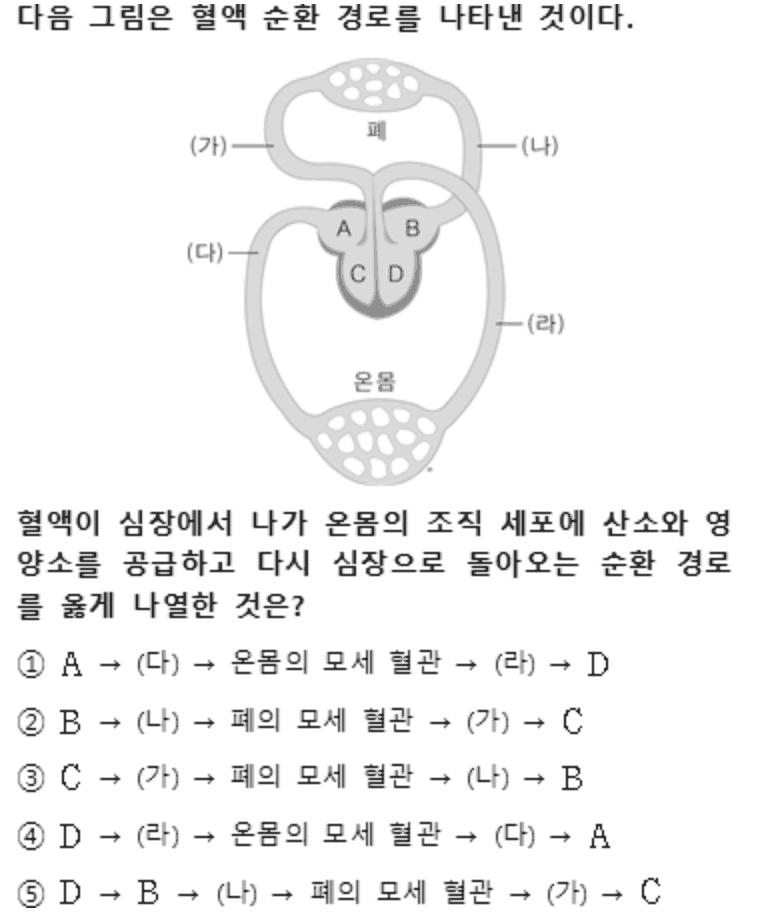 다음 그림은 혈액 순환 경로를 나타낸 것이다.
폐
(가)
(나)
A
B
(다)
C
D
(라)
온몸
혈액이 심장에서 나가 온몸의 조직 세포에 산소와 영
양소를 공급하고 다시 심장으로 돌아오는 순환 경로
를 옳게 나열한 것은?
① A → (다) → 온몸의 모세 혈관 → (라) → D
② B → (나) → 폐의 모세 혈관 → (가) → C
③ C → (가) → 폐의 모세 혈관 → (나) → B
④ D → (라) → 온몸의 모세 혈관 → (다) → A
⑤ D → B → (나) → 폐의 모세 혈관 → (가) → C